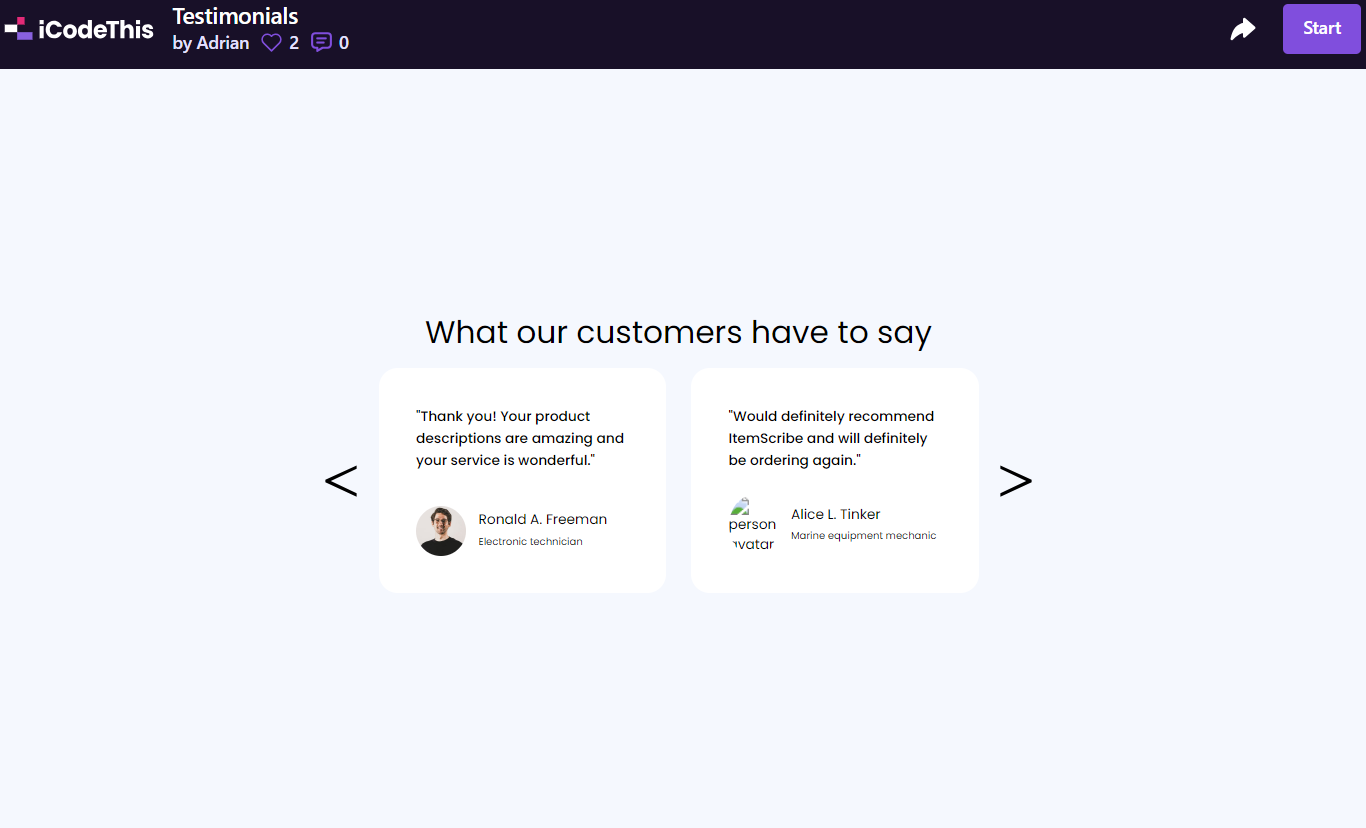 iCodeThis
Testimonials
by Adrian 2 0
Start
What our customers have to say
"Thank you! Your product
descriptions are amazing and
your service is wonderful."
Ronald A. Freeman
Electronic technician
"Would definitely recommend
ItemScribe and will definitely
be ordering again."
person
avatar
Alice L. Tinker
Marine equipment mechanic
<
>